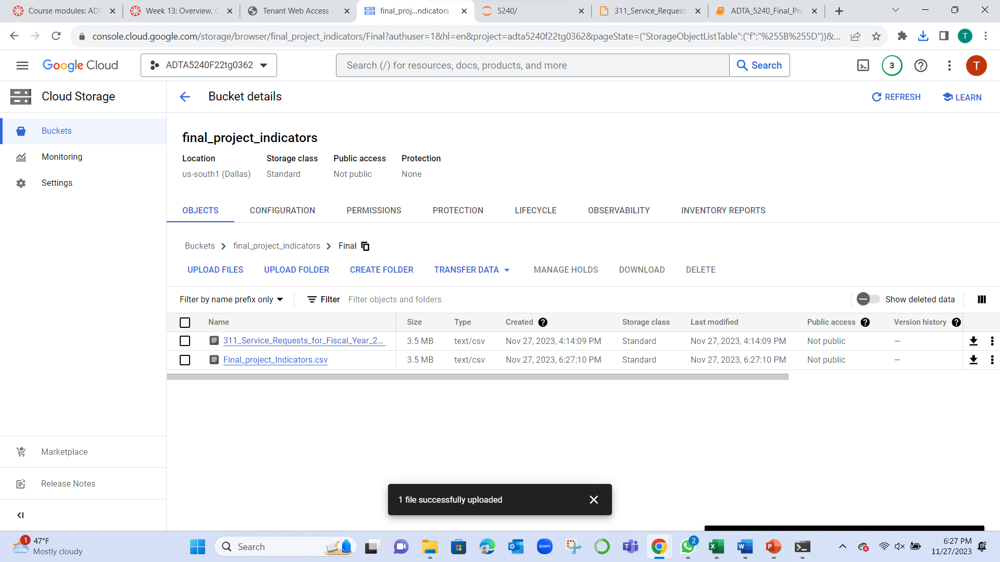 Course modules: ADT
Week 13: Overview, C
Tenant Web Access -
final_proj...ndicators -
5240/
311_Service_Requests
ADTA_5240_Final_Pro
console.cloud.google.com/storage/browser/final_project_indicators/Final?authuser=1&hl=en&project=adta5240f22tg0362&pageState=("StorageObjectListTable":("f":"%255B%255D"))&...
T
Google Cloud
ADTA5240F22tg0362
Search (/) for resources, docs, products, and more
Search
3
T
Cloud Storage
Bucket details
REFRESH
LEARN
Buckets
Monitoring
Settings
final_project_indicators
Location Storage class Public access Protection
us-south1 (Dallas) Standard Not public None
OBJECTS CONFIGURATION PERMISSIONS PROTECTION LIFECYCLE OBSERVABILITY INVENTORY REPORTS
Buckets final_project_indicators Final
UPLOAD FILES UPLOAD FOLDER CREATE FOLDER TRANSFER DATA MANAGE HOLDS DOWNLOAD DELETE
Filter by name prefix only Filter Filter objects and folders Show deleted data
Name Size Type Created Storage class Last modified Public access Version history
311_Service_Requests_for_Fiscal_Year_2... 3.5 MB text/csv Nov 27, 2023, 4:14:09 PM Standard Nov 27, 2023, 4:14:09 PM Not public —
Final_project_Indicators.csv 3.5 MB text/csv Nov 27, 2023, 6:27:10 PM Standard Nov 27, 2023, 6:27:10 PM Not public —
Marketplace
Release Notes
1 file successfully uploaded
1
47°F
Mostly cloudy
Search
zoom
2
6:27 PM
11/27/2023